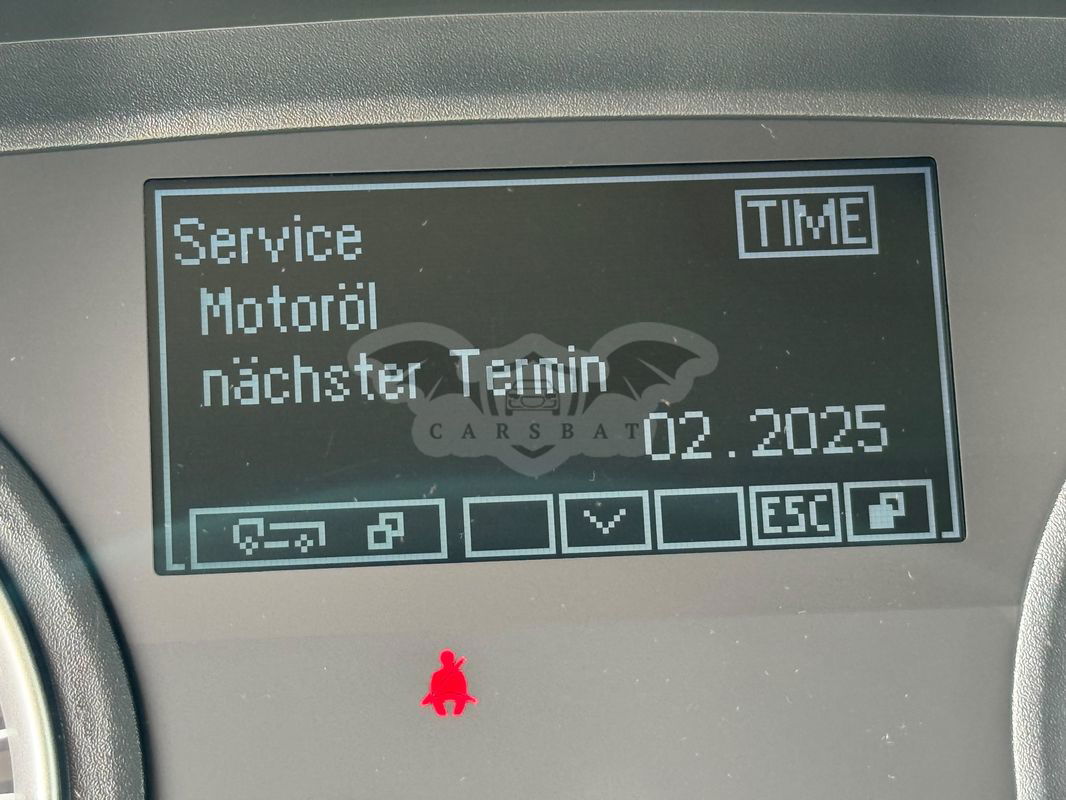 Service
TIME
Motoröl
nächster Termin
CARSBAT
02.2025
ESC